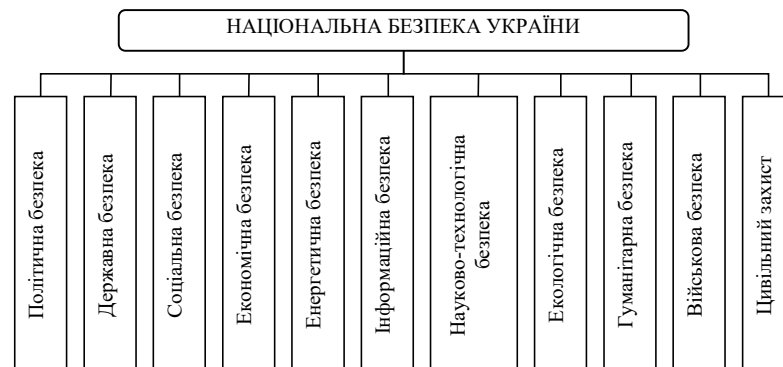 НАЦІОНАЛЬНА БЕЗПЕКА УКРАЇНИ
Політична безпека
Державна безпека
Соціальна безпека
Економічна безпека
Енергетична безпека
Інформаційна безпека
Науково-технологічна
безпека
Екологічна безпека
Гуманітарна безпека
Військова безпека
Цивільний захист